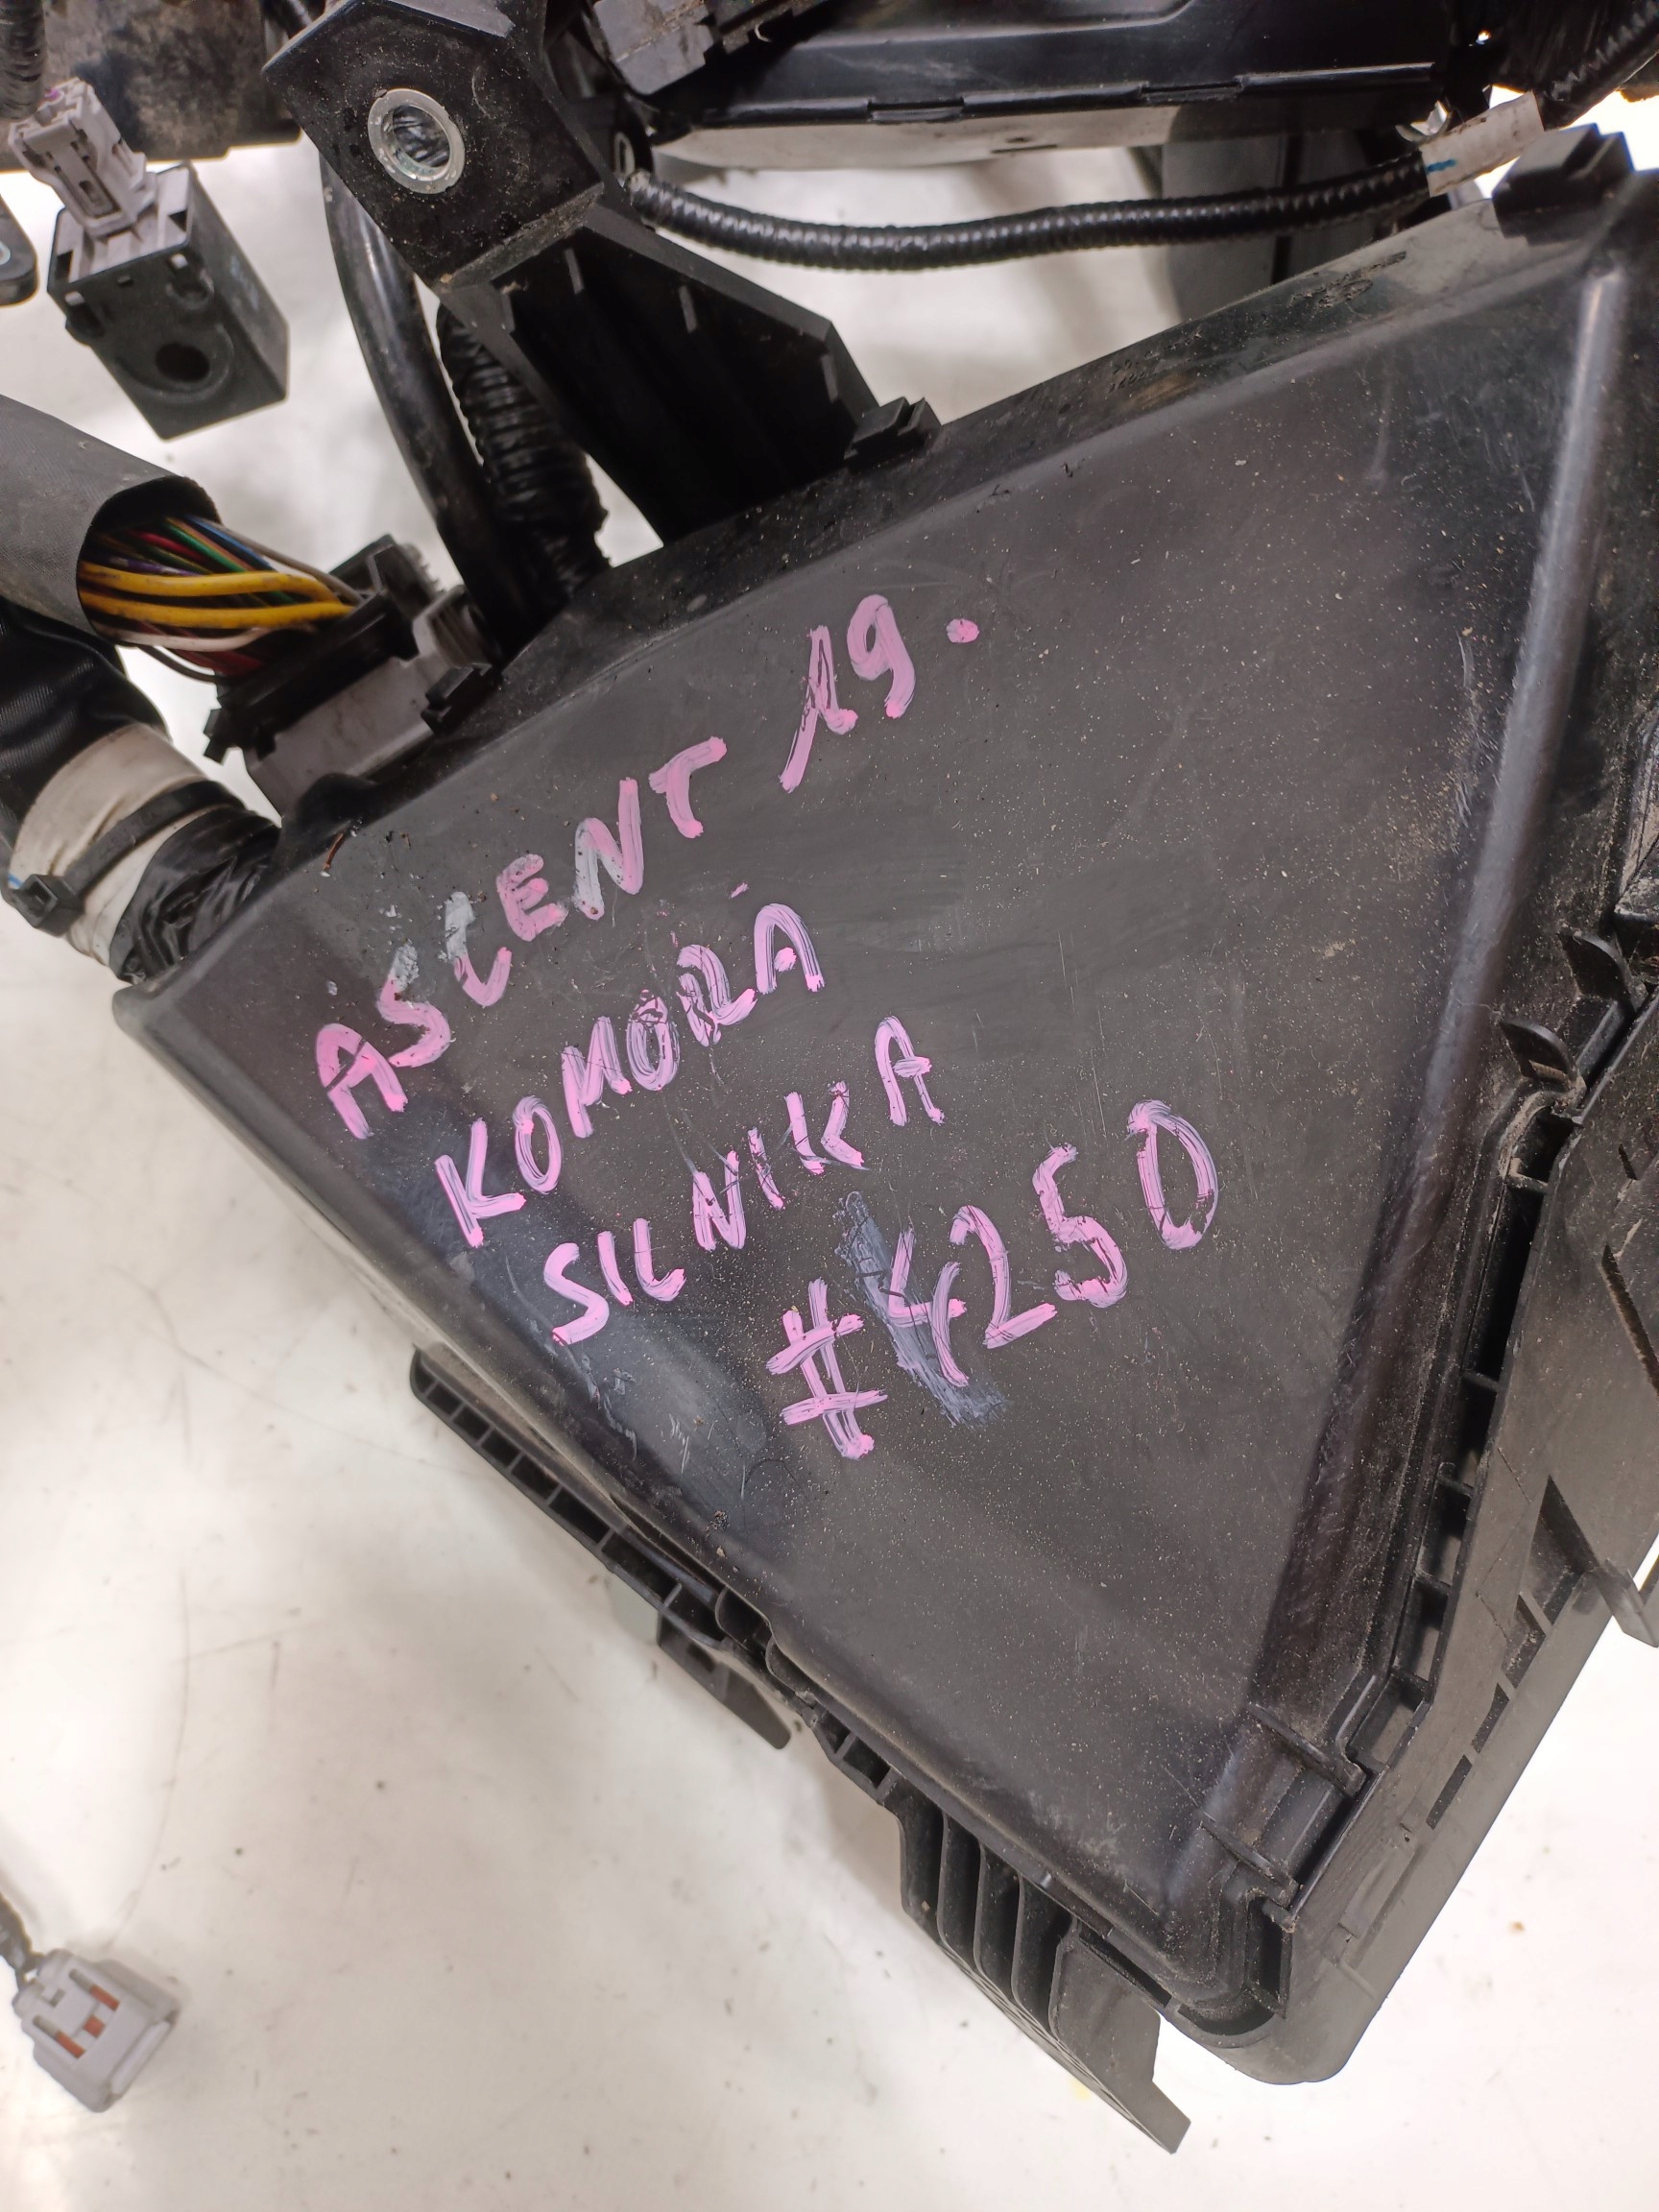 ASCENT 19.
KOMORA
SILNIKA
#4250